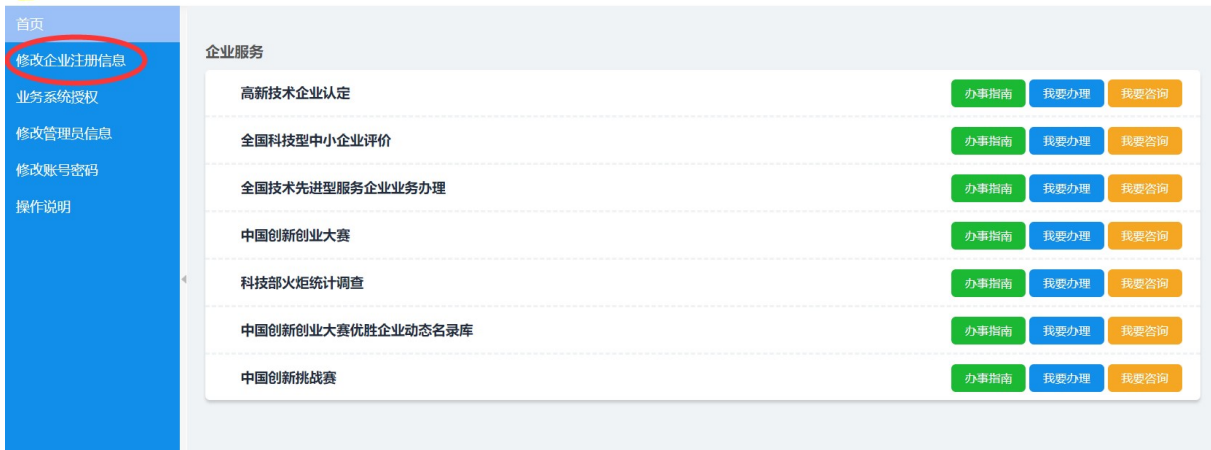 首页
修改企业注册信息
业务系统授权
修改管理员信息
修改账号密码
操作说明
企业服务
高新技术企业认定 办事指南 我要办理 我要咨询
全国科技型中小企业评价 办事指南 我要办理 我要咨询
全国技术先进型服务企业业务办理 办事指南 我要办理 我要咨询
中国创新创业大赛 办事指南 我要办理 我要咨询
科技部火炬统计调查 办事指南 我要办理 我要咨询
中国创新创业大赛优胜企业动态名录库 办事指南 我要办理 我要咨询
中国创新挑战赛 办事指南 我要办理 我要咨询